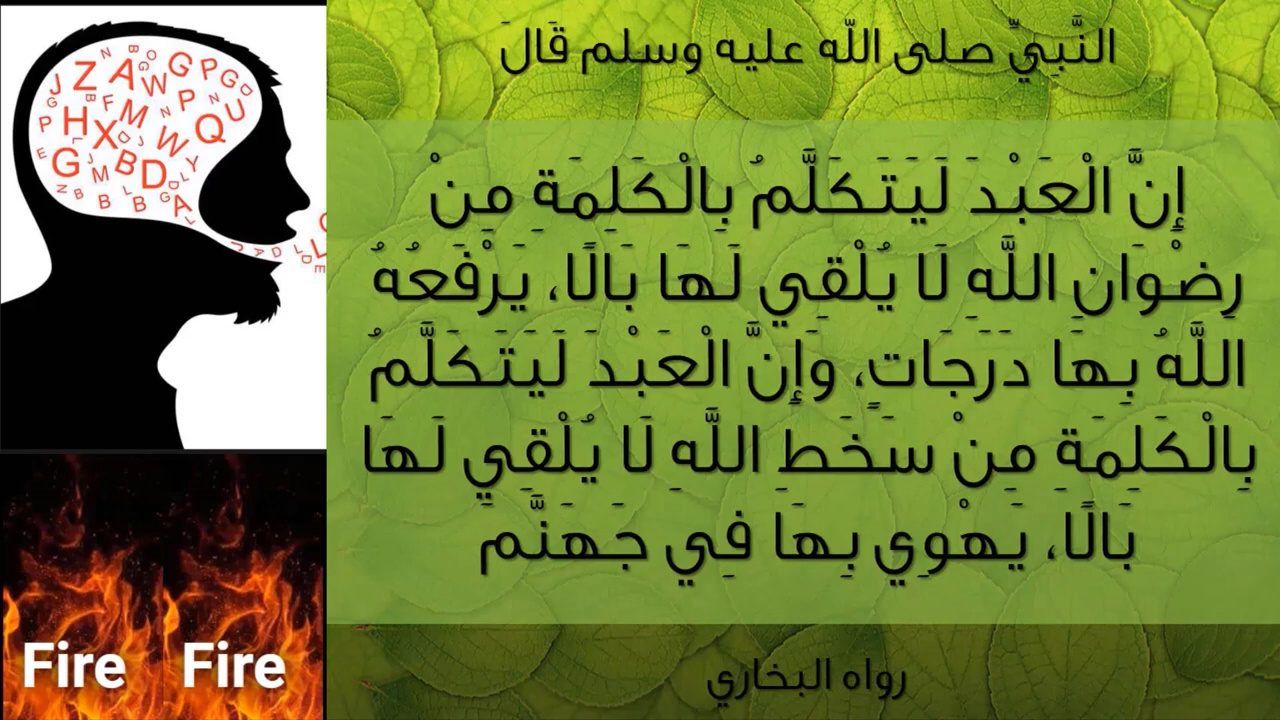 النَّبِيِّ صلى الله عليه وسلم قَالَ
إِنَّ الْعَبْدَ لَيَتَكَلَّمُ بِالْكَلِمَةِ مِنْ
رِضْوَانِ اللَّهِ لَا يُلْقِي لَهَا بَالًا، يَرْفَعُهُ
اللَّهُ بِهَا دَرَجَاتٍ، وَإِنَّ الْعَبْدَ لَيَتَكَلَّمُ
بِالْكَلِمَةِ مِنْ سَخَطِ اللَّهِ لَا يُلْقِي لَهَا
بَالًا، يَهْوِي بِهَا فِي جَهَنَّم
رواه البخاري
Fire Fire